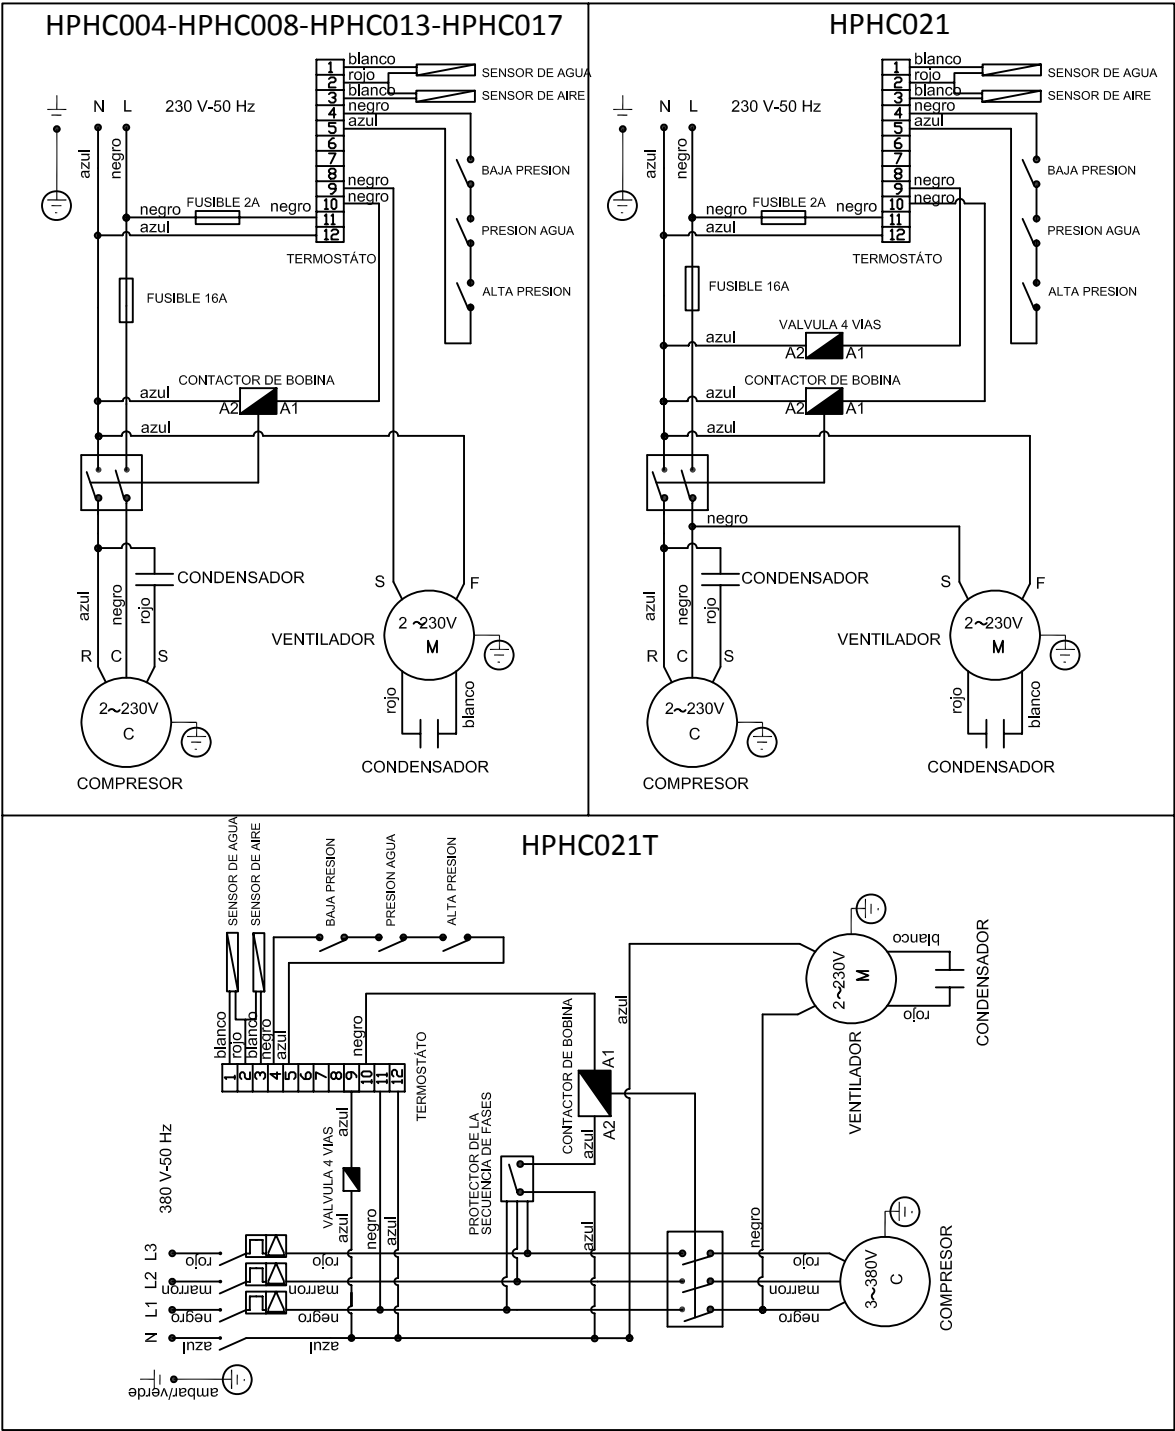 HPHC004-HPHC008-HPHC013-HPHC017
N L 230 V-50 Hz
azul
negro
1 blanco
2 rojo
3 blanco
4 negro
5 azul
6
7
8
9 negro
10 negro
11
12
SENSOR DE AGUA
SENSOR DE AIRE
BAJA PRESION
PRESION AGUA
ALTA PRESION
negro FUSIBLE 2A negro
azul
TERMOSTÁTO
FUSIBLE 16A
CONTACTOR DE BOBINA
azul
A2 A1
azul
CONDENSADOR
azul
negro
rojo
R C S
2~230V
C
COMPRESOR
S F
VENTILADOR
2~230V
M
rojo
blanco
CONDENSADOR
HPHC021
N L 230 V-50 Hz
azul
negro
1 blanco
2 rojo
3 blanco
4 negro
5 azul
6
7
8
9 negro
10 negro
11
12
SENSOR DE AGUA
SENSOR DE AIRE
BAJA PRESION
PRESION AGUA
ALTA PRESION
negro FUSIBLE 2A negro
azul
TERMOSTÁTO
FUSIBLE 16A
VALVULA 4 VIAS
azul
A2 A1
CONTACTOR DE BOBINA
azul
A2 A1
azul
negro
CONDENSADOR
azul
negro
rojo
R C S
2~230V
C
COMPRESOR
S F
VENTILADOR
2~230V
M
rojo
blanco
CONDENSADOR
HPHC021T
SENSOR DE AGUA
SENSOR DE AIRE
BAJA PRESION
PRESION AGUA
ALTA PRESION
blanco
rojo
blanco
negro
azul
negro
1 2 3 4 5 6 7 8 9 10 11 12
TERMOSTÁTO
380 V-50 Hz
azul
VALVULA 4 VIAS
azul
negro
azul
PROTECTOR DE LA
SECUENCIA DE FASES
CONTACTOR DE BOBINA
A1
A2
azul
azul
azul
L3 rojo rojo
L2 marron marron
L1 negro negro
N azul azul
ambar/verde
negro
rojo
marron
negro
3~380V
C
COMPRESOR
2~230V
M
VENTILADOR
blanco
rojo
CONDENSADOR